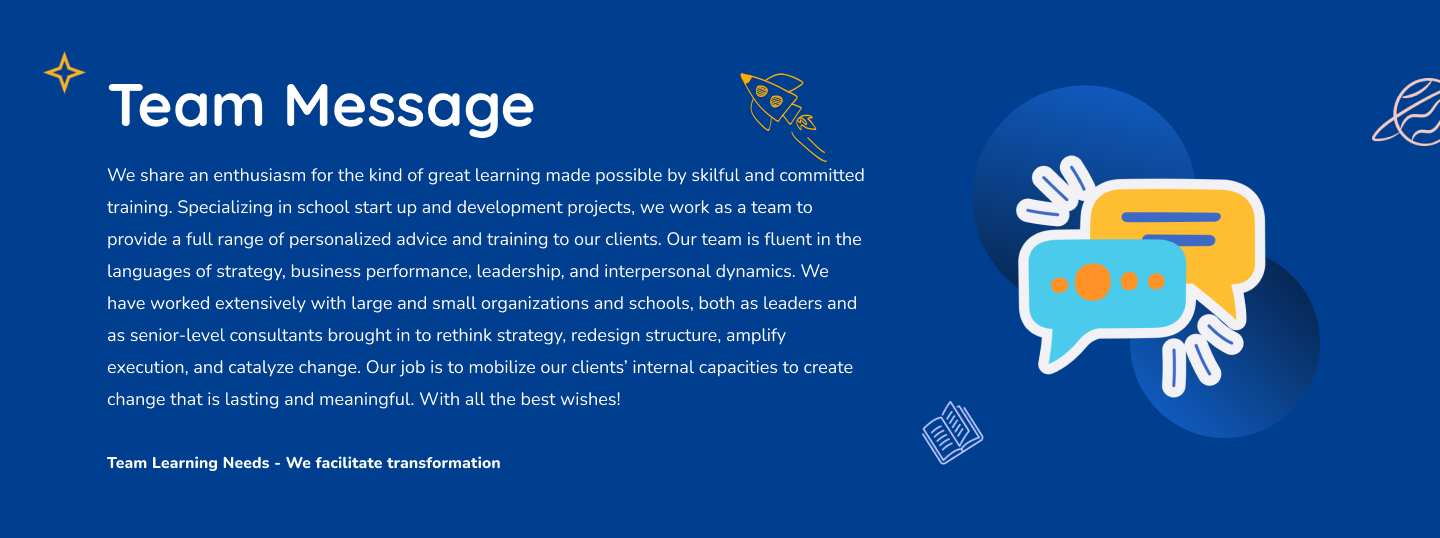 Team Message
We share an enthusiasm for the kind of great learning made possible by skilful and committed
training. Specializing in school start up and development projects, we work as a team to
provide a full range of personalized advice and training to our clients. Our team is fluent in the
languages of strategy, business performance, leadership, and interpersonal dynamics. We
have worked extensively with large and small organizations and schools, both as leaders and
as senior-level consultants brought in to rethink strategy, redesign structure, amplify
execution, and catalyze change. Our job is to mobilize our clients’ internal capacities to create
change that is lasting and meaningful. With all the best wishes!
Team Learning Needs - We facilitate transformation